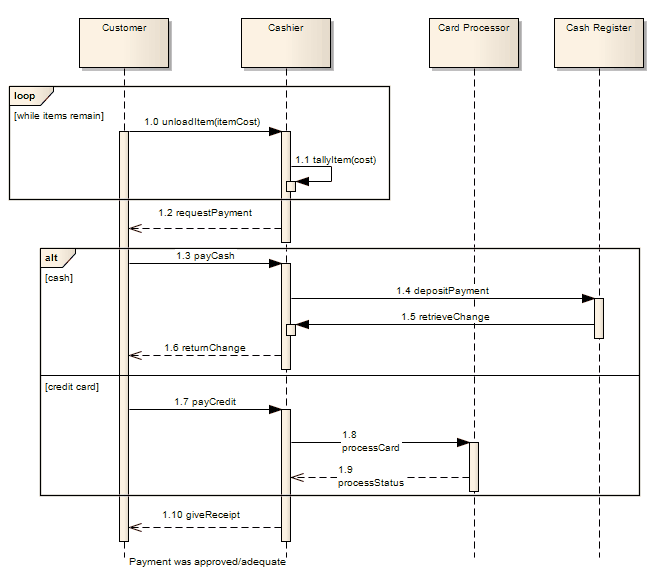 Customer
Cashier
Card Processor
Cash Register
loop
[while items remain]
1.0 unloadItem(itemCost)
1.1 tallyItem(cost)
1.2 requestPayment
alt
[cash]
1.3 payCash
1.4 depositPayment
1.5 retrieveChange
1.6 returnChange
[credit card]
1.7 payCredit
1.8
processCard
1.9
processStatus
1.10 giveReceipt
Payment was approved/adequate